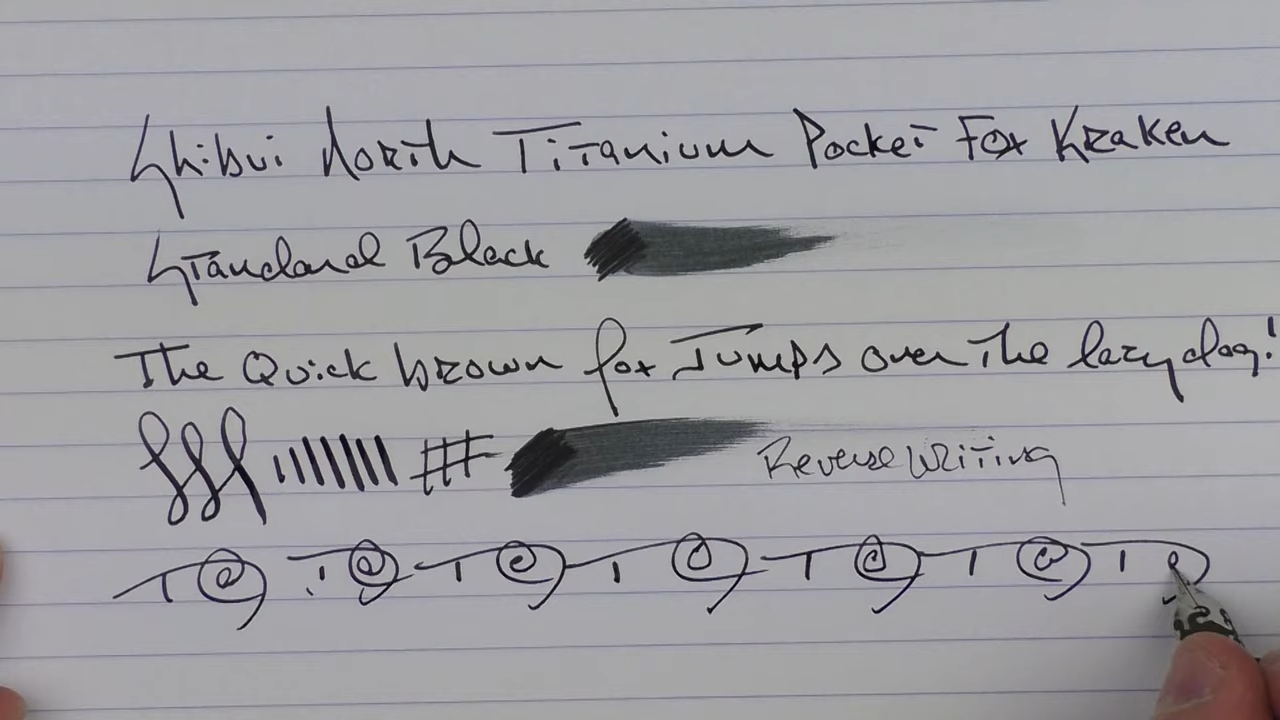 Shibui North Titanium Pocket Fox Kraken
Standard Black
The Quick brown fox Jumps over The lazy dog!
Reverse Writing